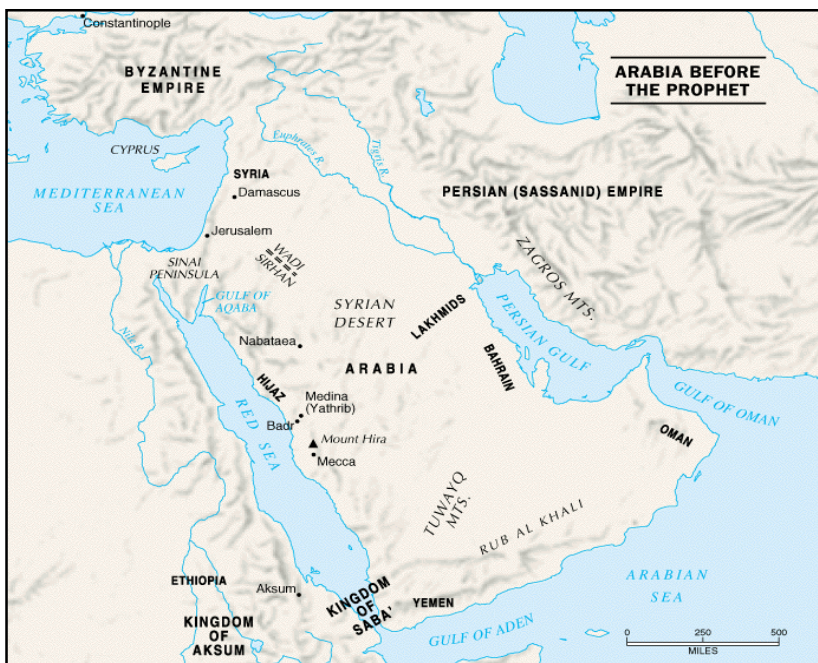 Constantinople
BYZANTINE
EMPIRE
ARABIA BEFORE
THE PROPHET
CYPRUS
Euphrates R.
Tigris R.
SYRIA
Damascus
MEDITERRANEAN
SEA
PERSIAN (SASSANID) EMPIRE
Jerusalem
SINAI
PENINSULA
WADI
SIRHAN
ZAGROS MTS.
GULF OF
AQABA
SYRIAN
DESERT
LAKHMIDS
PERSIAN GULF
Nile R.
Nabataea
ARABIA
BAHRAIN
HIJAZ
GULF OF OMAN
Medina
(Yathrib)
Badr
RED SEA
Mount Hira
Mecca
OMAN
TUWAYQ
MTS.
RUB AL KHALI
ETHIOPIA
Aksum
ARABIAN
SEA
KINGDOM
OF
SABA'
YEMEN
KINGDOM
OF
AKSUM
GULF OF ADEN
0 250 500
MILES